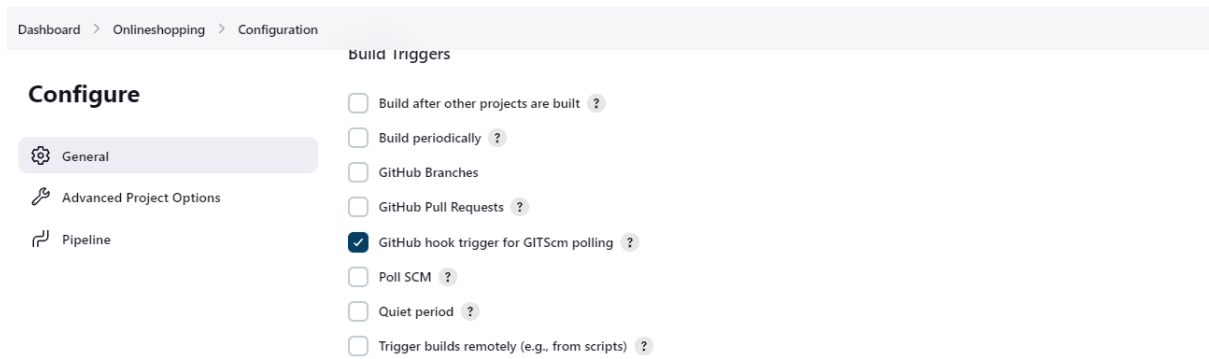 Dashboard > Onlineshopping > Configuration
Build Triggers
Configure
General
Advanced Project Options
Pipeline
Build after other projects are built ?
Build periodically ?
GitHub Branches
GitHub Pull Requests ?
GitHub hook trigger for GITScm polling ?
Poll SCM ?
Quiet period ?
Trigger builds remotely (e.g., from scripts) ?